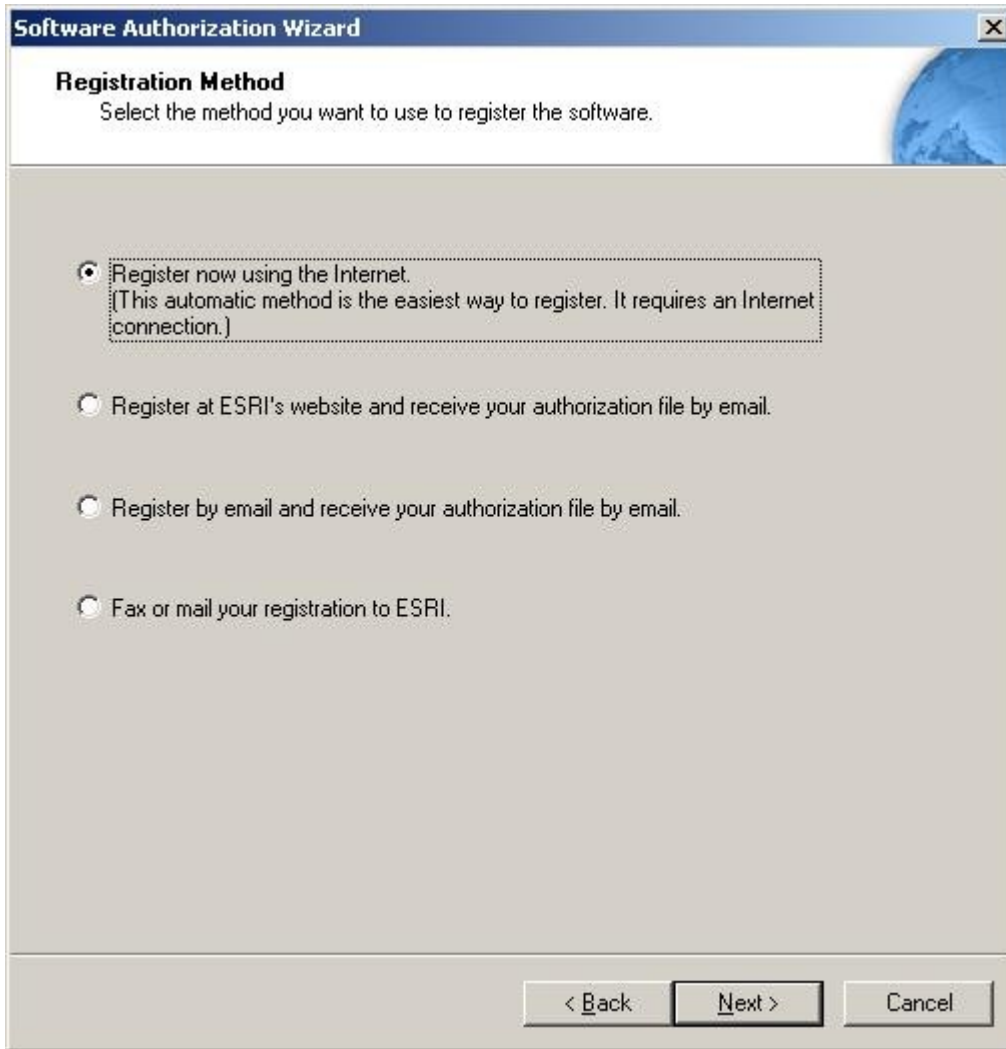 Software Authorization Wizard
Registration Method
Select the method you want to use to register the software.
Register now using the Internet.
(This automatic method is the easiest way to register. It requires an Internet
connection.)
Register at ESRI's website and receive your authorization file by email.
Register by email and receive your authorization file by email.
Fax or mail your registration to ESRI.
< Back Next > Cancel